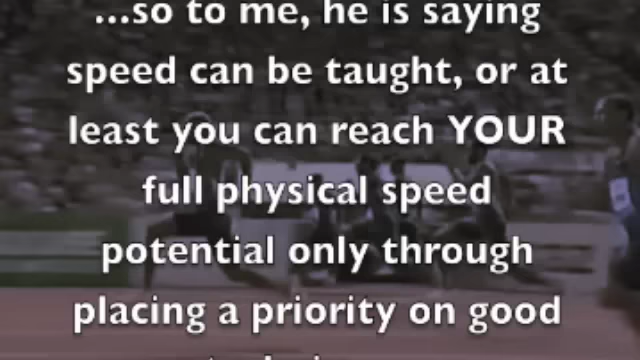 ...so to me, he is saying
speed can be taught, or at
least you can reach YOUR
full physical speed
potential only through
placing a priority on good